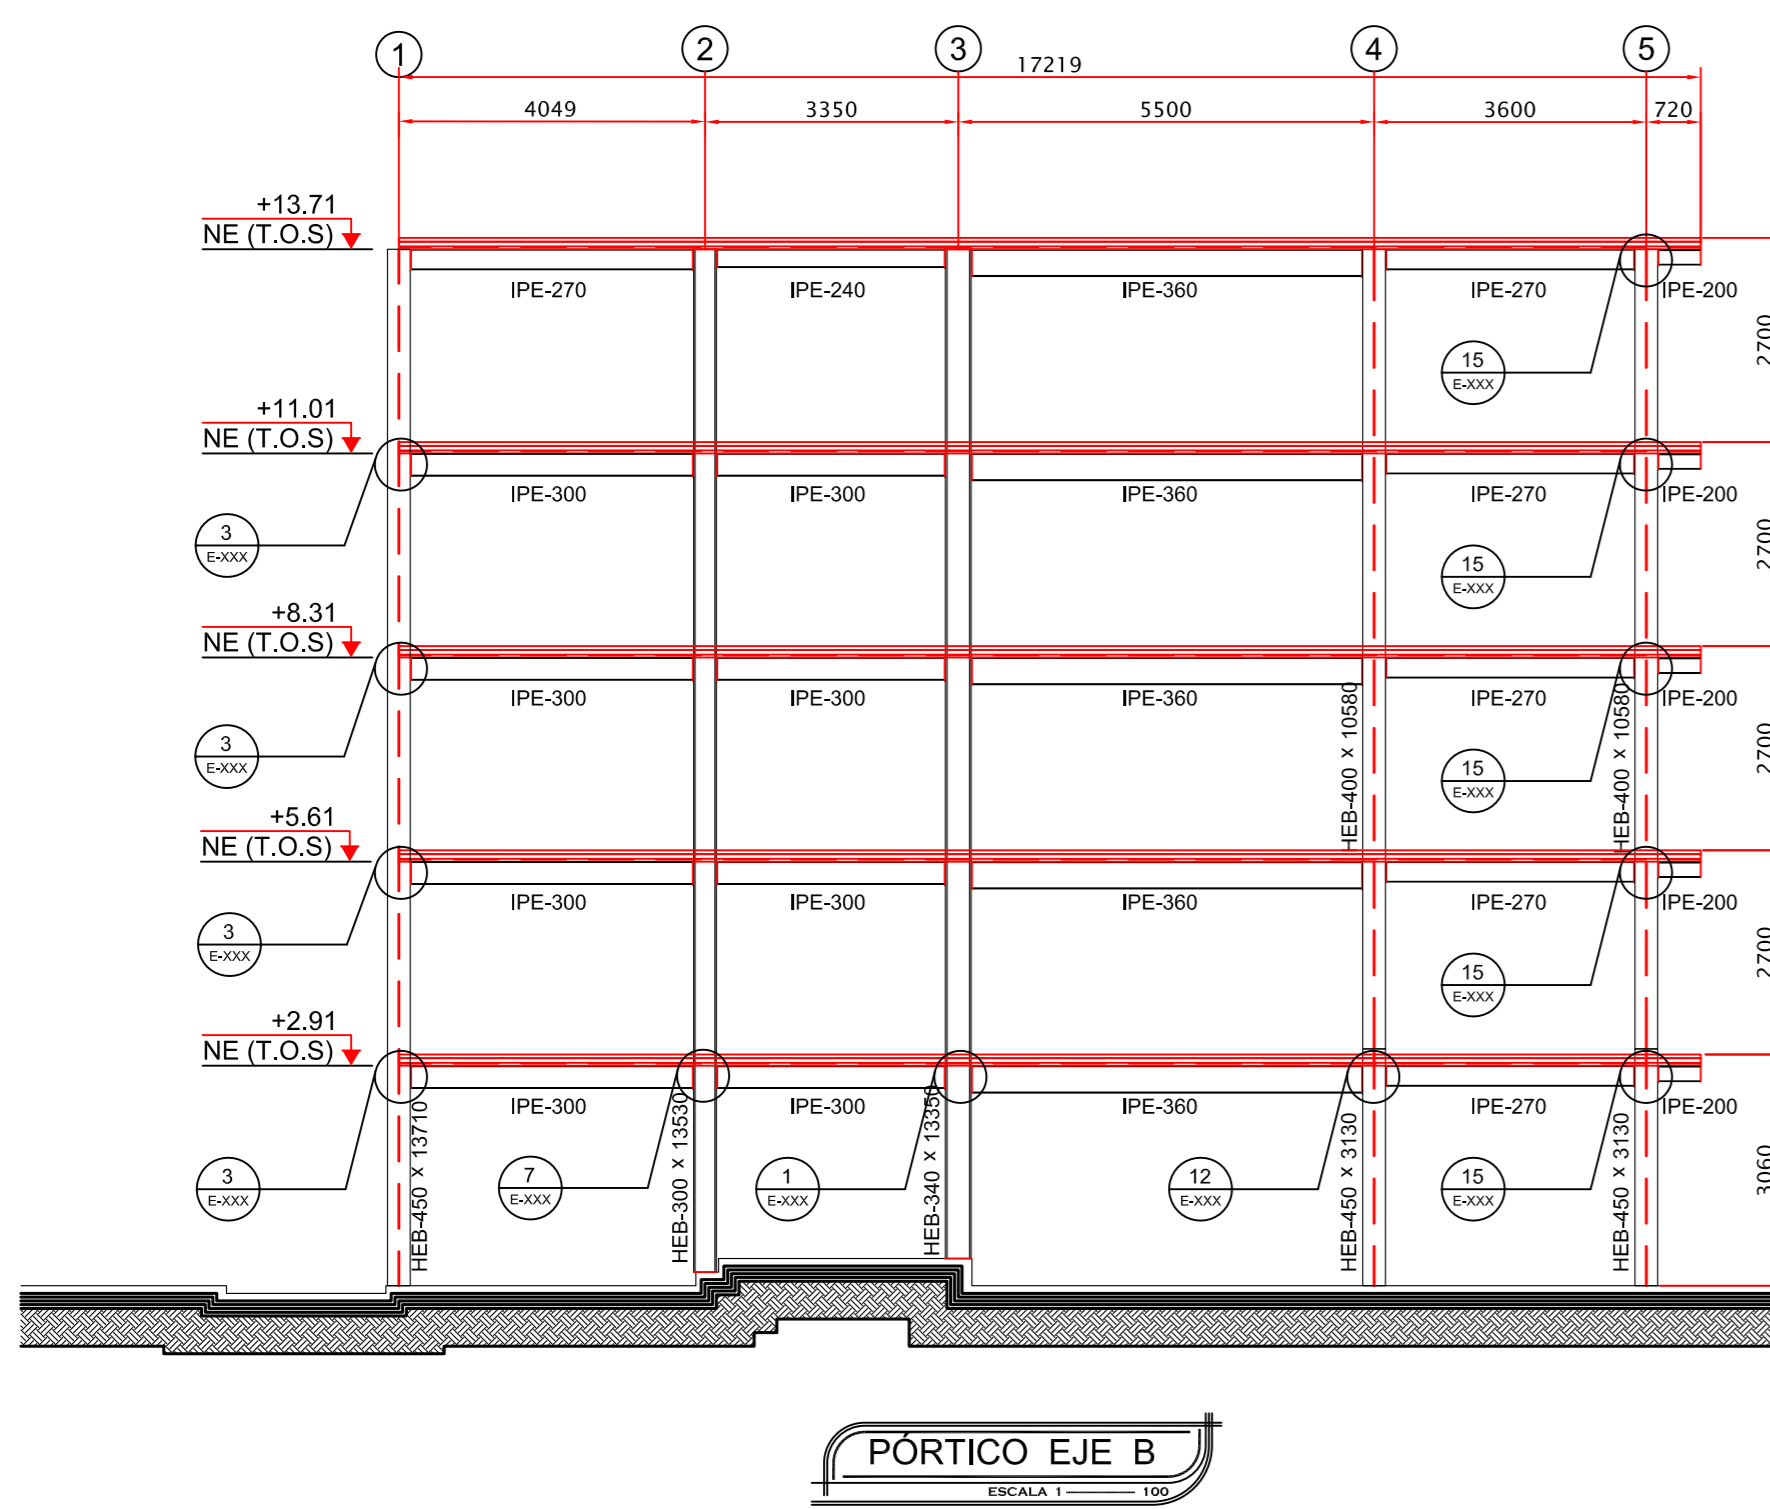 1 2 3 4 5
17219
4049 3350 5500 3600 720
+13.71
NE (T.O.S)
IPE-270 IPE-240 IPE-360 IPE-270 IPE-200
2700
15
E-XXX
+11.01
NE (T.O.S)
IPE-300 IPE-300 IPE-360 IPE-270 IPE-200
2700
3
E-XXX
15
E-XXX
+8.31
NE (T.O.S)
IPE-300 IPE-300 IPE-360 IPE-270 IPE-200
2700
HEB-400 x 10580
HEB-400 x 10580
3
E-XXX
15
E-XXX
+5.61
NE (T.O.S)
IPE-300 IPE-300 IPE-360 IPE-270 IPE-200
2700
3
E-XXX
15
E-XXX
+2.91
NE (T.O.S)
IPE-300 IPE-300 IPE-360 IPE-270 IPE-200
3060
HEB-450 x 13710
HEB-300 x 13530
HEB-340 x 13350
HEB-450 x 3130
HEB-450 x 3130
3
E-XXX
7
E-XXX
1
E-XXX
12
E-XXX
15
E-XXX
PÓRTICO EJE B
ESCALA 1 100